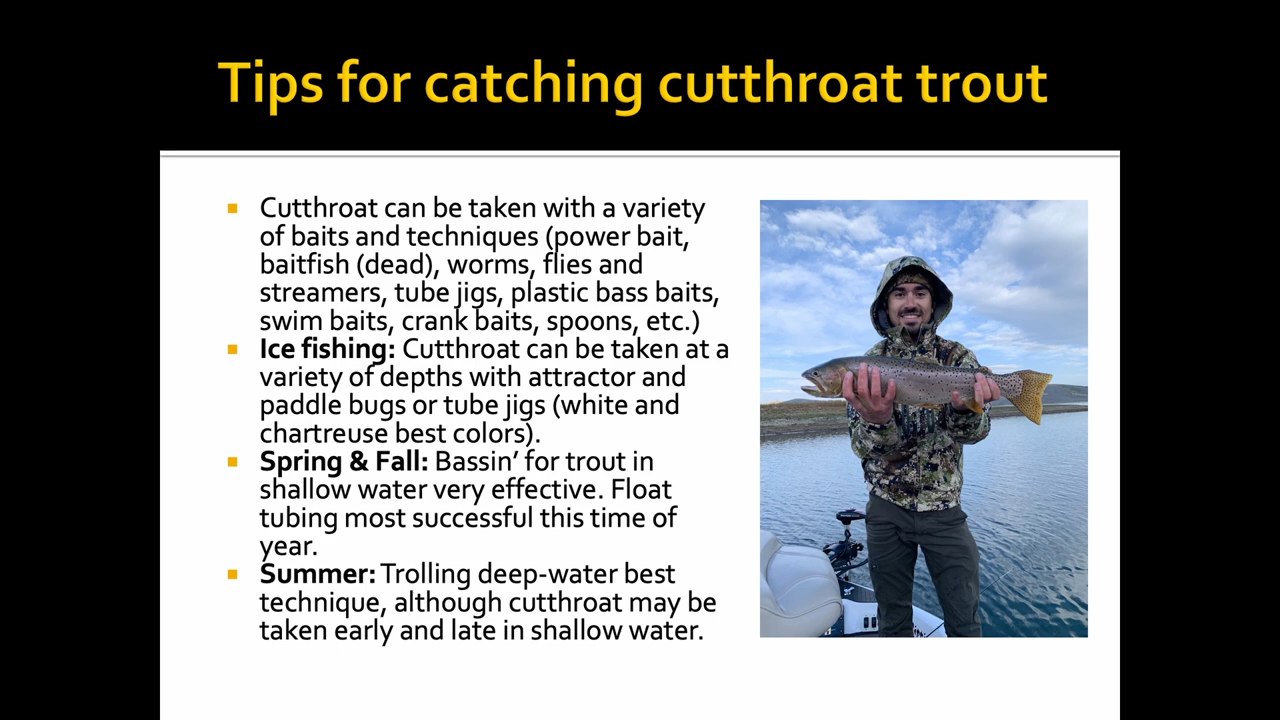 Tips for catching cutthroat trout
Cutthroat can be taken with a variety
of baits and techniques (power bait,
baitfish (dead), worms, flies and
streamers, tube jigs, plastic bass baits,
swim baits, crank baits, spoons, etc.)
Ice fishing: Cutthroat can be taken at a
variety of depths with attractor and
paddle bugs or tube jigs (white and
chartreuse best colors).
Spring & Fall: Bassin’ for trout in
shallow water very effective. Float
tubing most successful this time of
year.
Summer: Trolling deep-water best
technique, although cutthroat may be
taken early and late in shallow water.